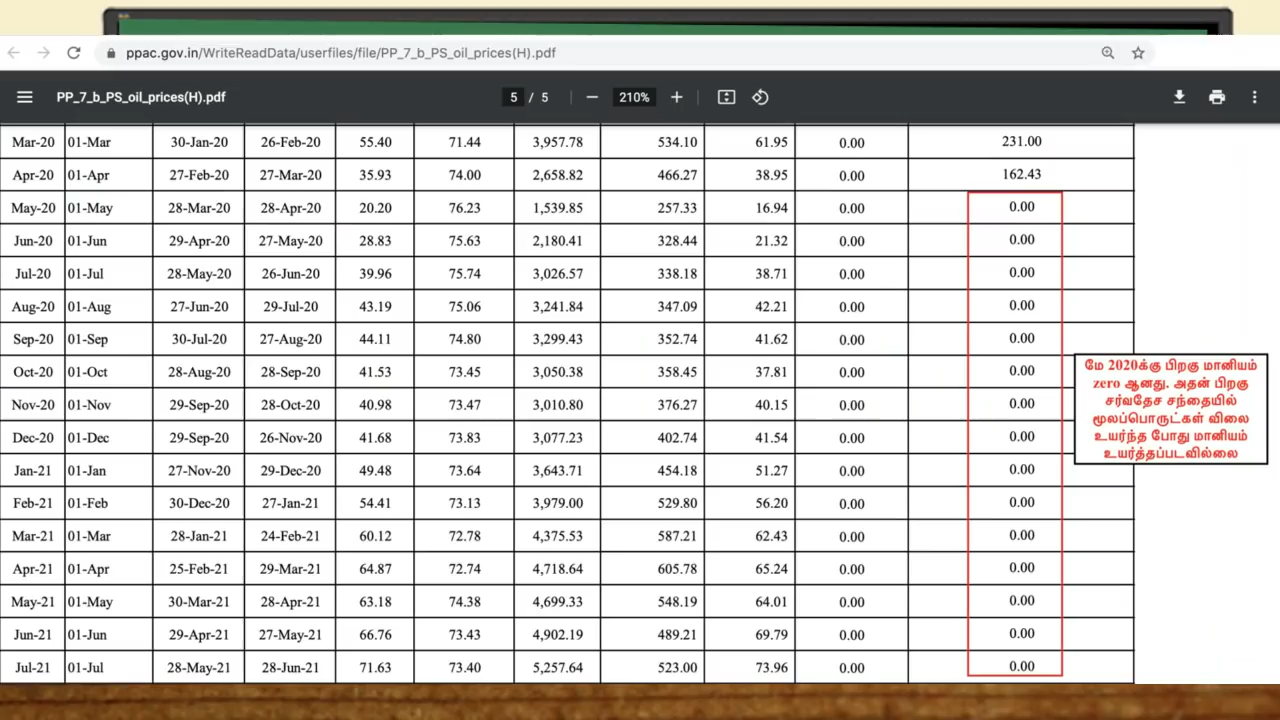 ppac.gov.in/WriteReadData/userfiles/file/PP_7_b_PS_oil_prices(H).pdf
PP_7_b_PS_oil_prices(H).pdf 5 / 5 210%
Mar-20 01-Mar 30-Jan-20 26-Feb-20 55.40 71.44 3,957.78 534.10 61.95 0.00 231.00
Apr-20 01-Apr 27-Feb-20 27-Mar-20 35.93 74.00 2,658.82 466.27 38.95 0.00 162.43
May-20 01-May 28-Mar-20 28-Apr-20 20.20 76.23 1,539.85 257.33 16.94 0.00 0.00
Jun-20 01-Jun 29-Apr-20 27-May-20 28.83 75.63 2,180.41 328.44 21.32 0.00 0.00
Jul-20 01-Jul 28-May-20 26-Jun-20 39.96 75.74 3,026.57 338.18 38.71 0.00 0.00
Aug-20 01-Aug 27-Jun-20 29-Jul-20 43.19 75.06 3,241.84 347.09 42.21 0.00 0.00
Sep-20 01-Sep 30-Jul-20 27-Aug-20 44.11 74.80 3,299.43 352.74 41.62 0.00 0.00
Oct-20 01-Oct 28-Aug-20 28-Sep-20 41.53 73.45 3,050.38 358.45 37.81 0.00 0.00
Nov-20 01-Nov 29-Sep-20 28-Oct-20 40.98 73.47 3,010.80 376.27 40.15 0.00 0.00
Dec-20 01-Dec 29-Sep-20 26-Nov-20 41.68 73.83 3,077.23 402.74 41.54 0.00 0.00
Jan-21 01-Jan 27-Nov-20 29-Dec-20 49.48 73.64 3,643.71 454.18 51.27 0.00 0.00
Feb-21 01-Feb 30-Dec-20 27-Jan-21 54.41 73.13 3,979.00 529.80 56.20 0.00 0.00
Mar-21 01-Mar 28-Jan-21 24-Feb-21 60.12 72.78 4,375.53 587.21 62.43 0.00 0.00
Apr-21 01-Apr 25-Feb-21 29-Mar-21 64.87 72.74 4,718.64 605.78 65.24 0.00 0.00
May-21 01-May 30-Mar-21 28-Apr-21 63.18 74.38 4,699.33 548.19 64.01 0.00 0.00
Jun-21 01-Jun 29-Apr-21 27-May-21 66.76 73.43 4,902.19 489.21 69.79 0.00 0.00
Jul-21 01-Jul 28-May-21 28-Jun-21 71.63 73.40 5,257.64 523.00 73.96 0.00 0.00
மே 2020க்கு பிறகு மானியம்
zero ஆனது. அதன் பிறகு
சர்வதேச சந்தையில்
மூலப்பொருட்கள் விலை
உயர்ந்த போது மானியம்
உயர்த்தப்படவில்லை